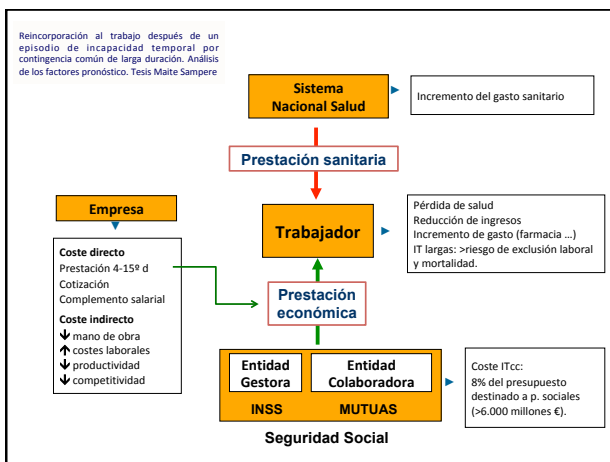 Reincorporación al trabajo después de un
episodio de incapacidad temporal por
contingencia común de larga duración. Análisis
de los factores pronóstico. Tesis Maite Sampere
Sistema
Nacional Salud
Incremento del gasto sanitario
Prestación sanitaria
Empresa
Trabajador
Pérdida de salud
Reducción de ingresos
Incremento de gasto (farmacia ...)
IT largas: >riesgo de exclusión laboral
y mortalidad.
Coste directo
Prestación 4-15º d
Cotización
Complemento salarial
Coste indirecto
mano de obra
costes laborales
productividad
competitividad
Prestación
económica
Entidad
Gestora
Entidad
Colaboradora
INSS
MUTUAS
Coste ITcc:
8% del presupuesto
destinado a p. sociales
(>6.000 millones €).
Seguridad Social